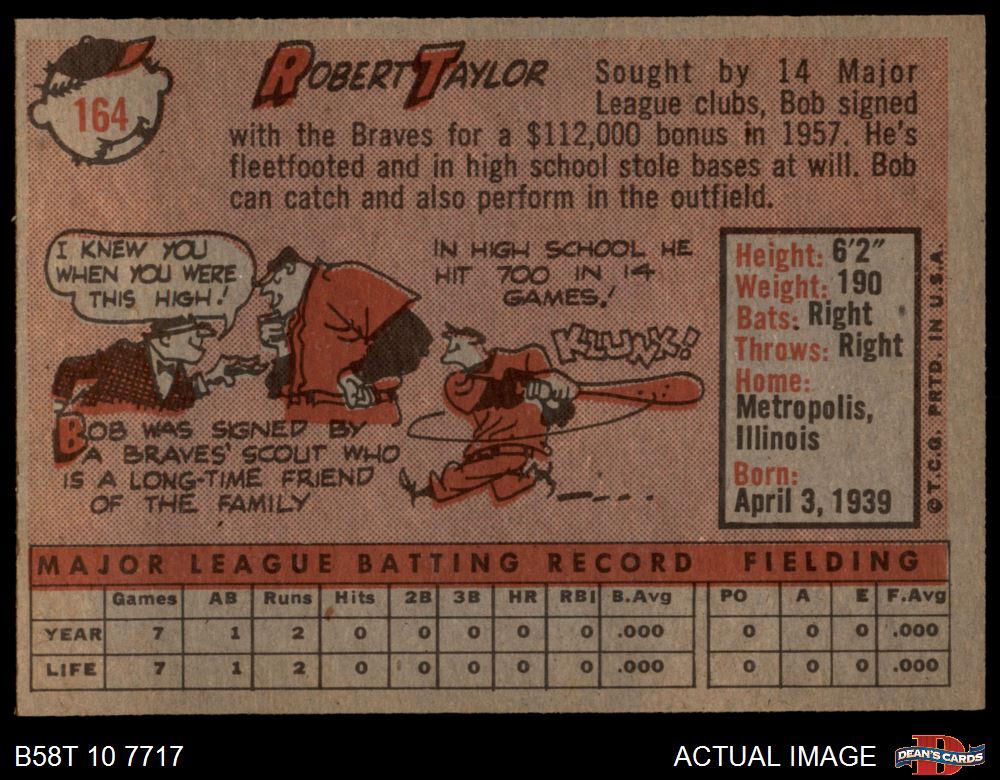 164
ROBERT TAYLOR
Sought by 14 Major
League clubs, Bob signed
with the Braves for a $112,000 bonus in 1957. He's
fleetfooted and in high school stole bases at will. Bob
can catch and also perform in the outfield.
I KNEW YOU
WHEN YOU WERE
THIS HIGH!
BOB WAS SIGNED BY
A BRAVES' SCOUT WHO
IS A LONG-TIME FRIEND
OF THE FAMILY
IN HIGH SCHOOL HE
HIT 700 IN 14
GAMES!
KLUNK!
Height: 6'2"
Weight: 190
Bats: Right
Throws: Right
Home:
Metropolis,
Illinois
Born:
April 3, 1939
©T.C.G. PRTD. IN U.S.A.
MAJOR LEAGUE BATTING RECORD FIELDING
Games AB Runs Hits 2B 3B HR RBI B.Avg PO A E F.Avg
YEAR 7 1 2 0 0 0 0 0 .000 0 0 0 .000
LIFE 7 1 2 0 0 0 0 0 .000 0 0 0 .000
B58T 10 7717
ACTUAL IMAGE
DEAN'S CARDS